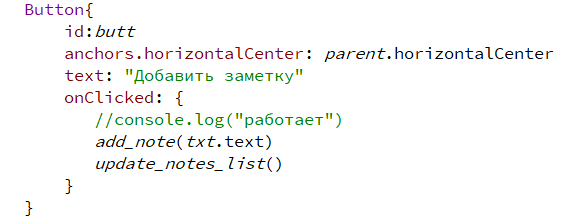 Button{
id:butt
anchors.horizontalCenter: parent.horizontalCenter
text: "Добавить заметку"
onClicked: {
//console.log("работает")
add_note(txt.text)
update_notes_list()
}
}